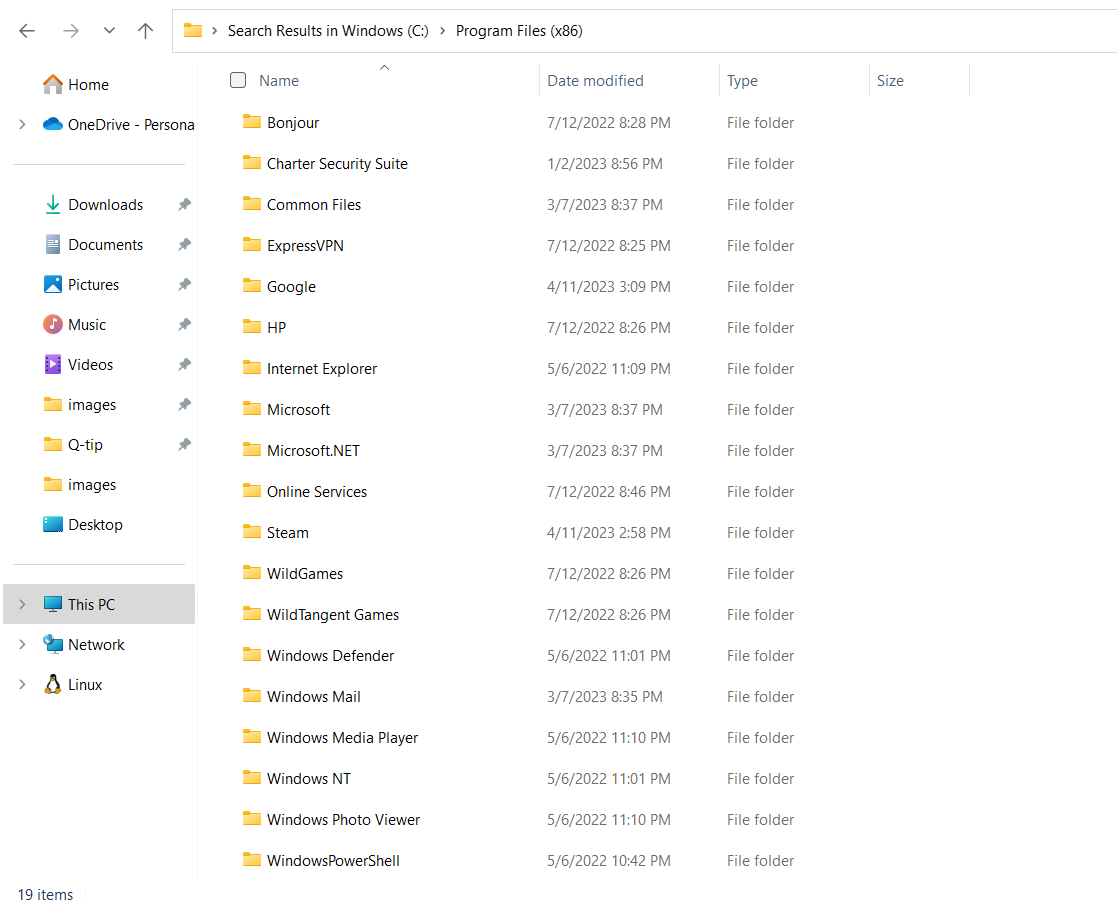 Search Results in Windows (C:) Program Files (x86)
Home
OneDrive - Persona
Downloads
Documents
Pictures
Music
Videos
images
Q-tip
images
Desktop
This PC
Network
Linux
Name Date modified Type Size
Bonjour 7/12/2022 8:28 PM File folder
Charter Security Suite 1/2/2023 8:56 PM File folder
Common Files 3/7/2023 8:37 PM File folder
ExpressVPN 7/12/2022 8:25 PM File folder
Google 4/11/2023 3:09 PM File folder
HP 7/12/2022 8:26 PM File folder
Internet Explorer 5/6/2022 11:09 PM File folder
Microsoft 3/7/2023 8:37 PM File folder
Microsoft.NET 3/7/2023 8:37 PM File folder
Online Services 7/12/2022 8:46 PM File folder
Steam 4/11/2023 2:58 PM File folder
WildGames 7/12/2022 8:26 PM File folder
WildTangent Games 7/12/2022 8:26 PM File folder
Windows Defender 5/6/2022 11:01 PM File folder
Windows Mail 3/7/2023 8:35 PM File folder
Windows Media Player 5/6/2022 11:10 PM File folder
Windows NT 5/6/2022 11:01 PM File folder
Windows Photo Viewer 5/6/2022 11:10 PM File folder
WindowsPowerShell 5/6/2022 10:42 PM File folder
19 items